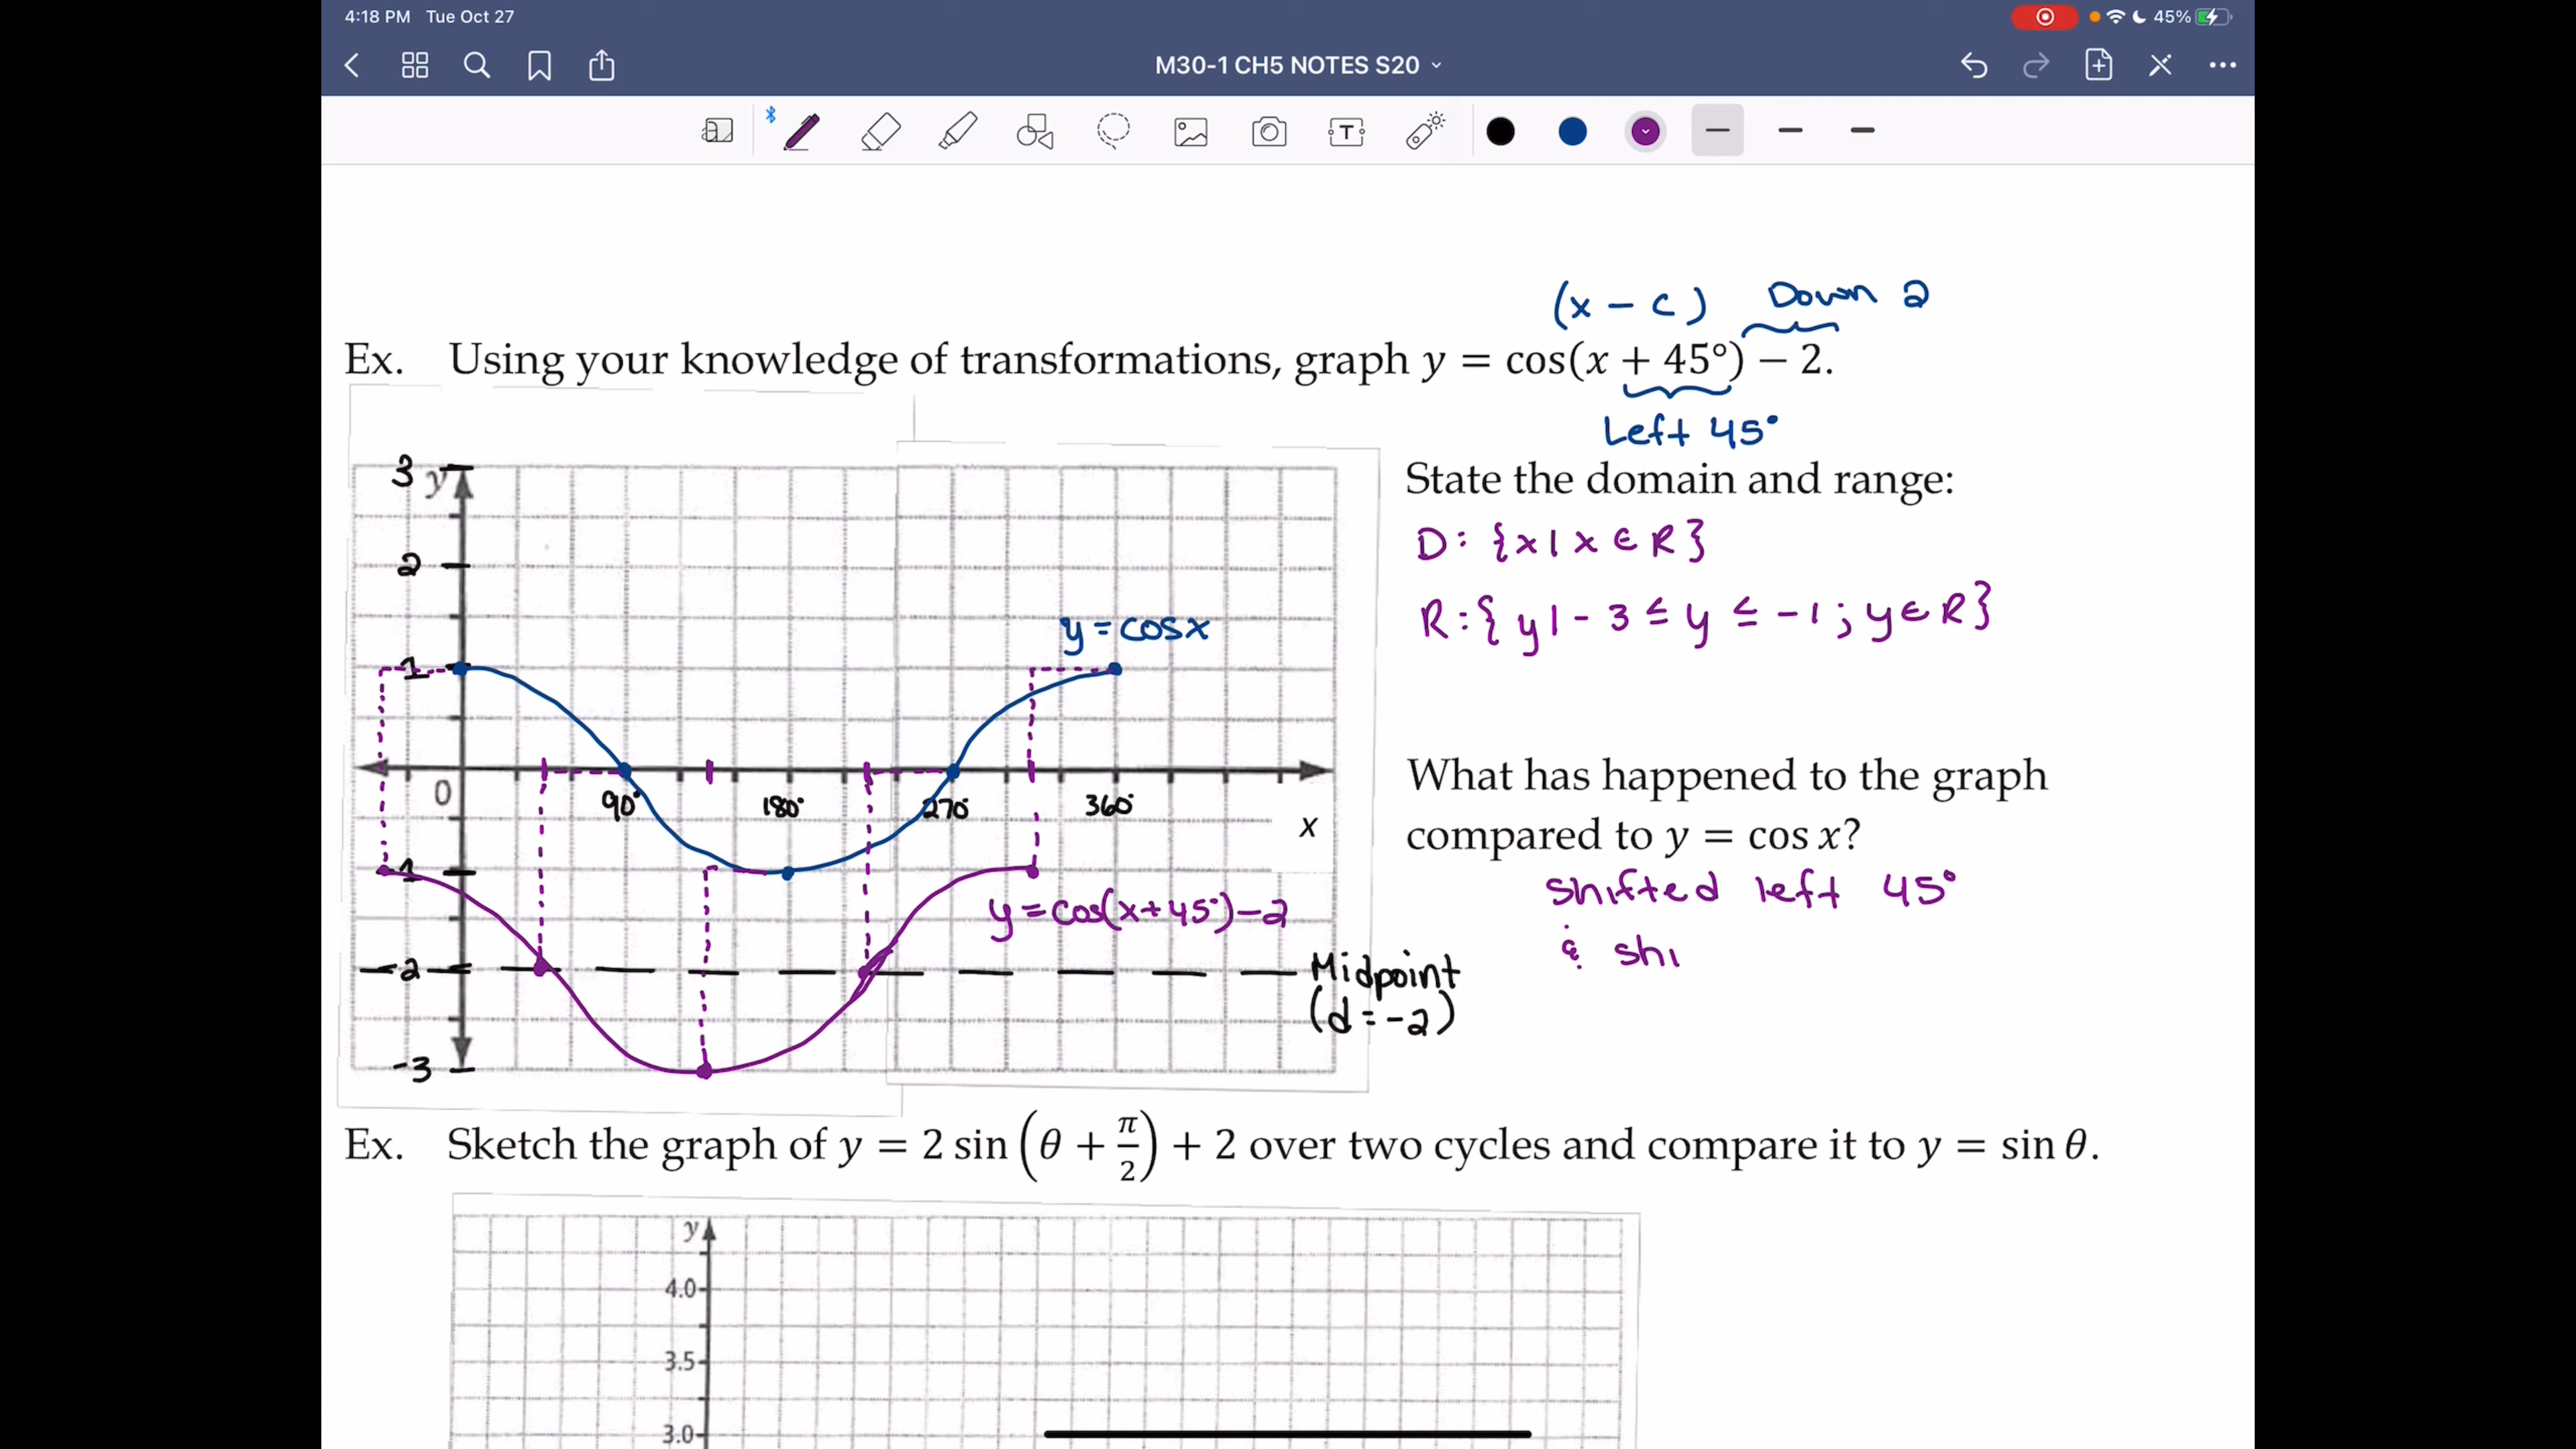 4:18 PM Tue Oct 27
45%
M30-1 CH5 NOTES S20
(x - c) Down 2
Ex. Using your knowledge of transformations, graph y = cos(x + 45°) − 2.
Left 45°
State the domain and range:
D: {x | x ∈ R}
R: {y | -3 ≤ y ≤ -1; y ∈ R}
3 y
2
y = cosx
1
0 90° 180° 270° 360° x
-1
y = cos(x+45°)-2
-2
Midpoint
(d = -2)
-3
What has happened to the graph
compared to y = cos x?
Shifted left 45°
& shi
Ex. Sketch the graph of y = 2 sin(θ + π/2) + 2 over two cycles and compare it to y = sin θ.
y
4.0
3.5
3.0